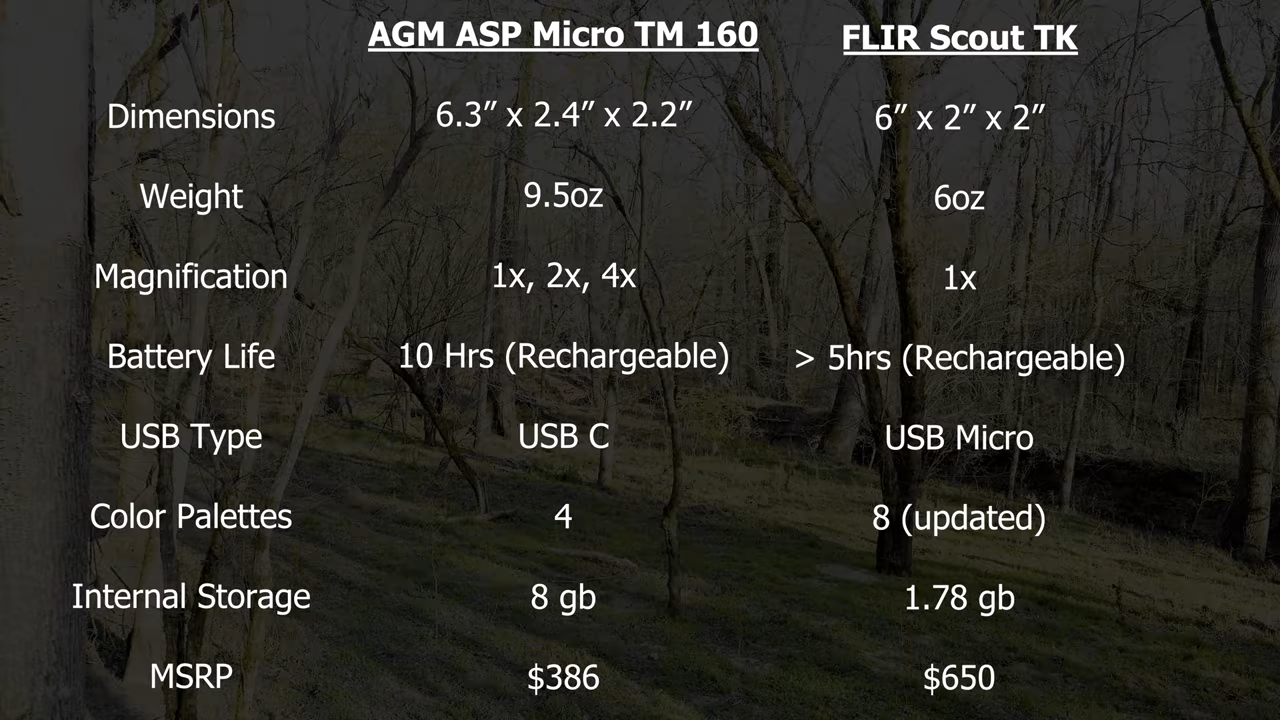 AGM ASP Micro TM 160 FLIR Scout TK
Dimensions 6.3” x 2.4” x 2.2” 6” x 2” x 2”
Weight 9.5oz 6oz
Magnification 1x, 2x, 4x 1x
Battery Life 10 Hrs (Rechargeable) > 5hrs (Rechargeable)
USB Type USB C USB Micro
Color Palettes 4 8 (updated)
Internal Storage 8 gb 1.78 gb
MSRP $386 $650